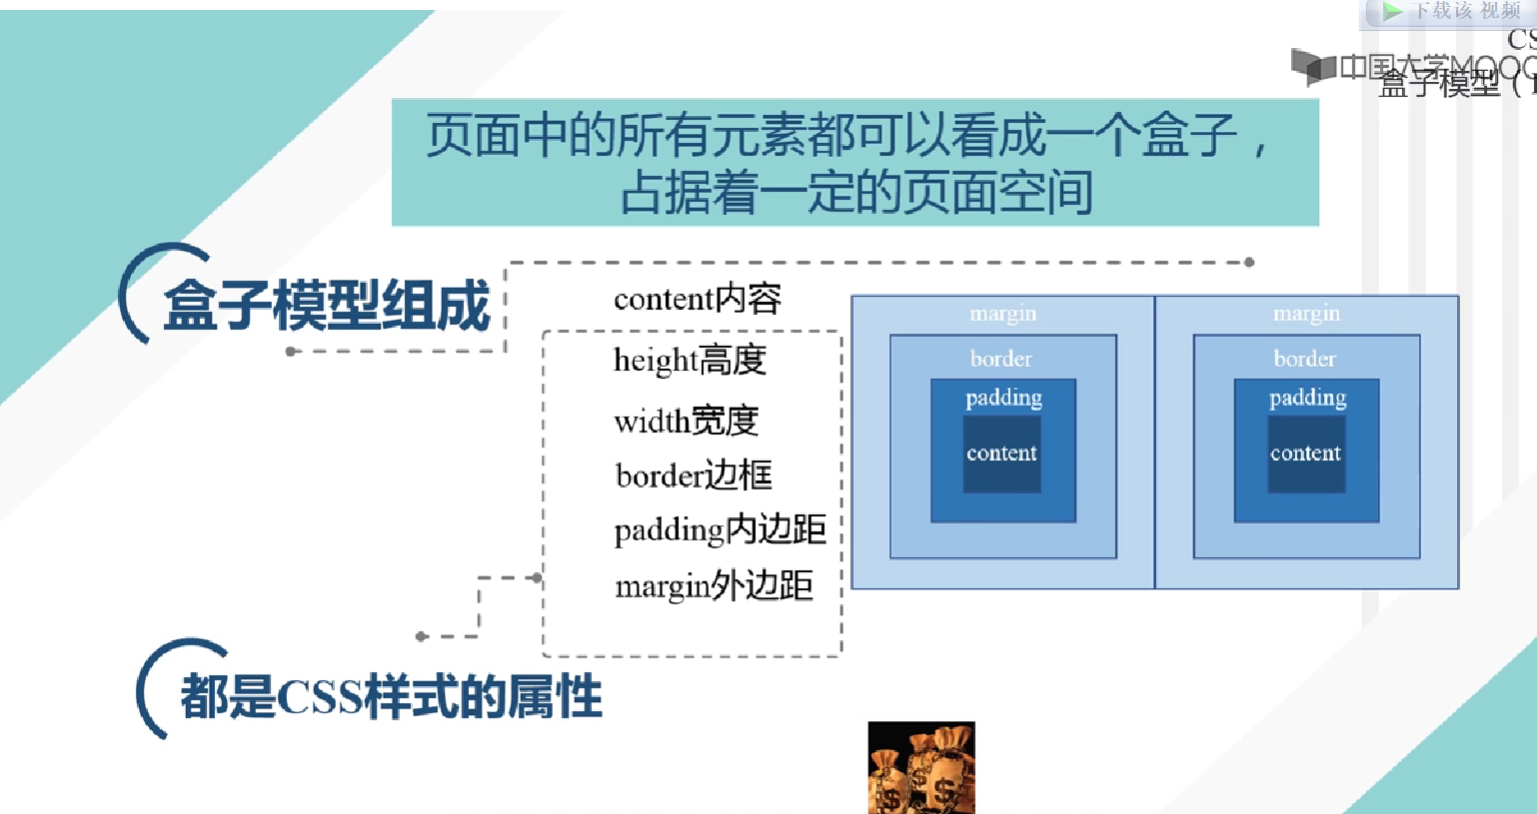 下载该 视频
CS
中国大学MOOC
盒子模型（1
页面中的所有元素都可以看成一个盒子，
占据着一定的页面空间
盒子模型组成
content内容
height高度
width宽度
border边框
padding内边距
margin外边距
margin
border
padding
content
margin
border
padding
content
都是CSS样式的属性
$
$
$